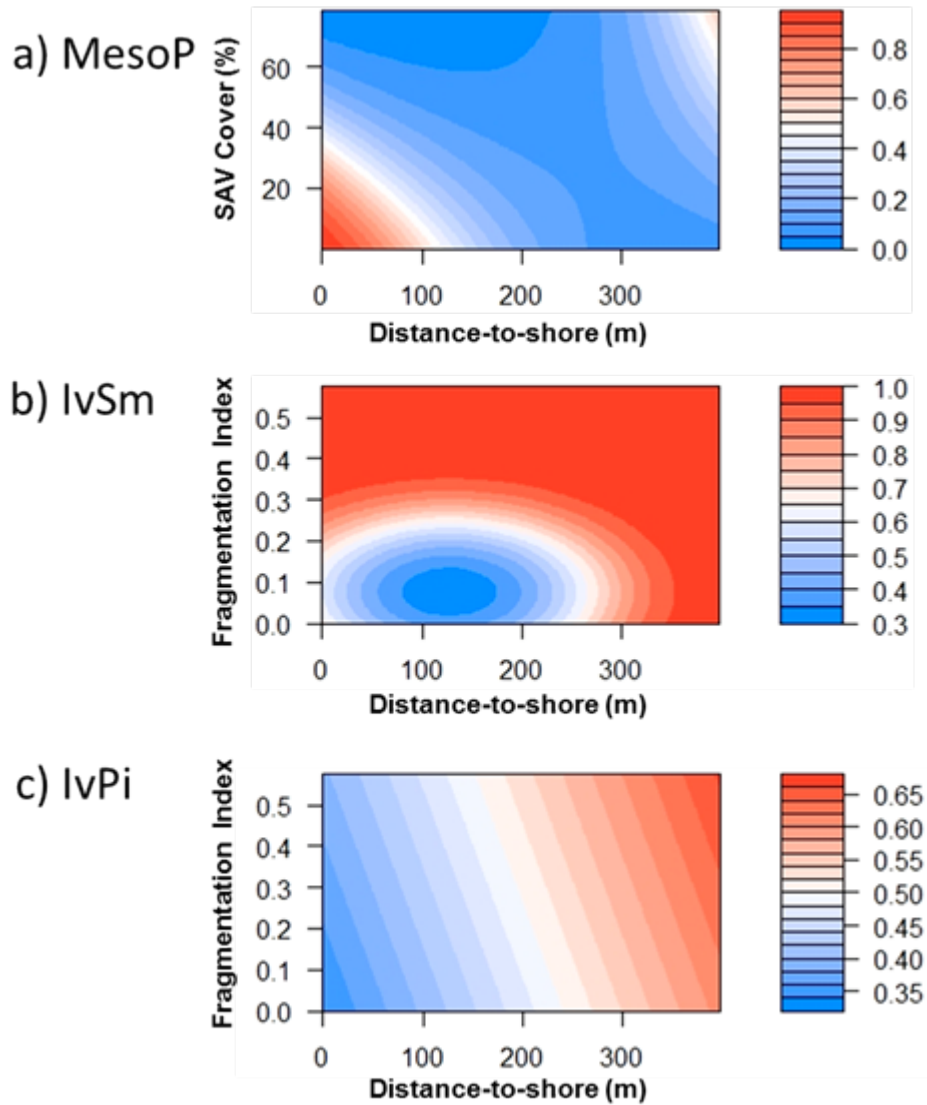 a) MesoP
SAV Cover (%)
60
40
20
0 100 200 300
Distance-to-shore (m)
0.8
0.6
0.4
0.2
0.0
b) IvSm
Fragmentation Index
0.5
0.4
0.3
0.2
0.1
0.0
0 100 200 300
Distance-to-shore (m)
1.0
0.9
0.8
0.7
0.6
0.5
0.4
0.3
c) IvPi
Fragmentation Index
0.5
0.4
0.3
0.2
0.1
0.0
0 100 200 300
Distance-to-shore (m)
0.65
0.60
0.55
0.50
0.45
0.40
0.35